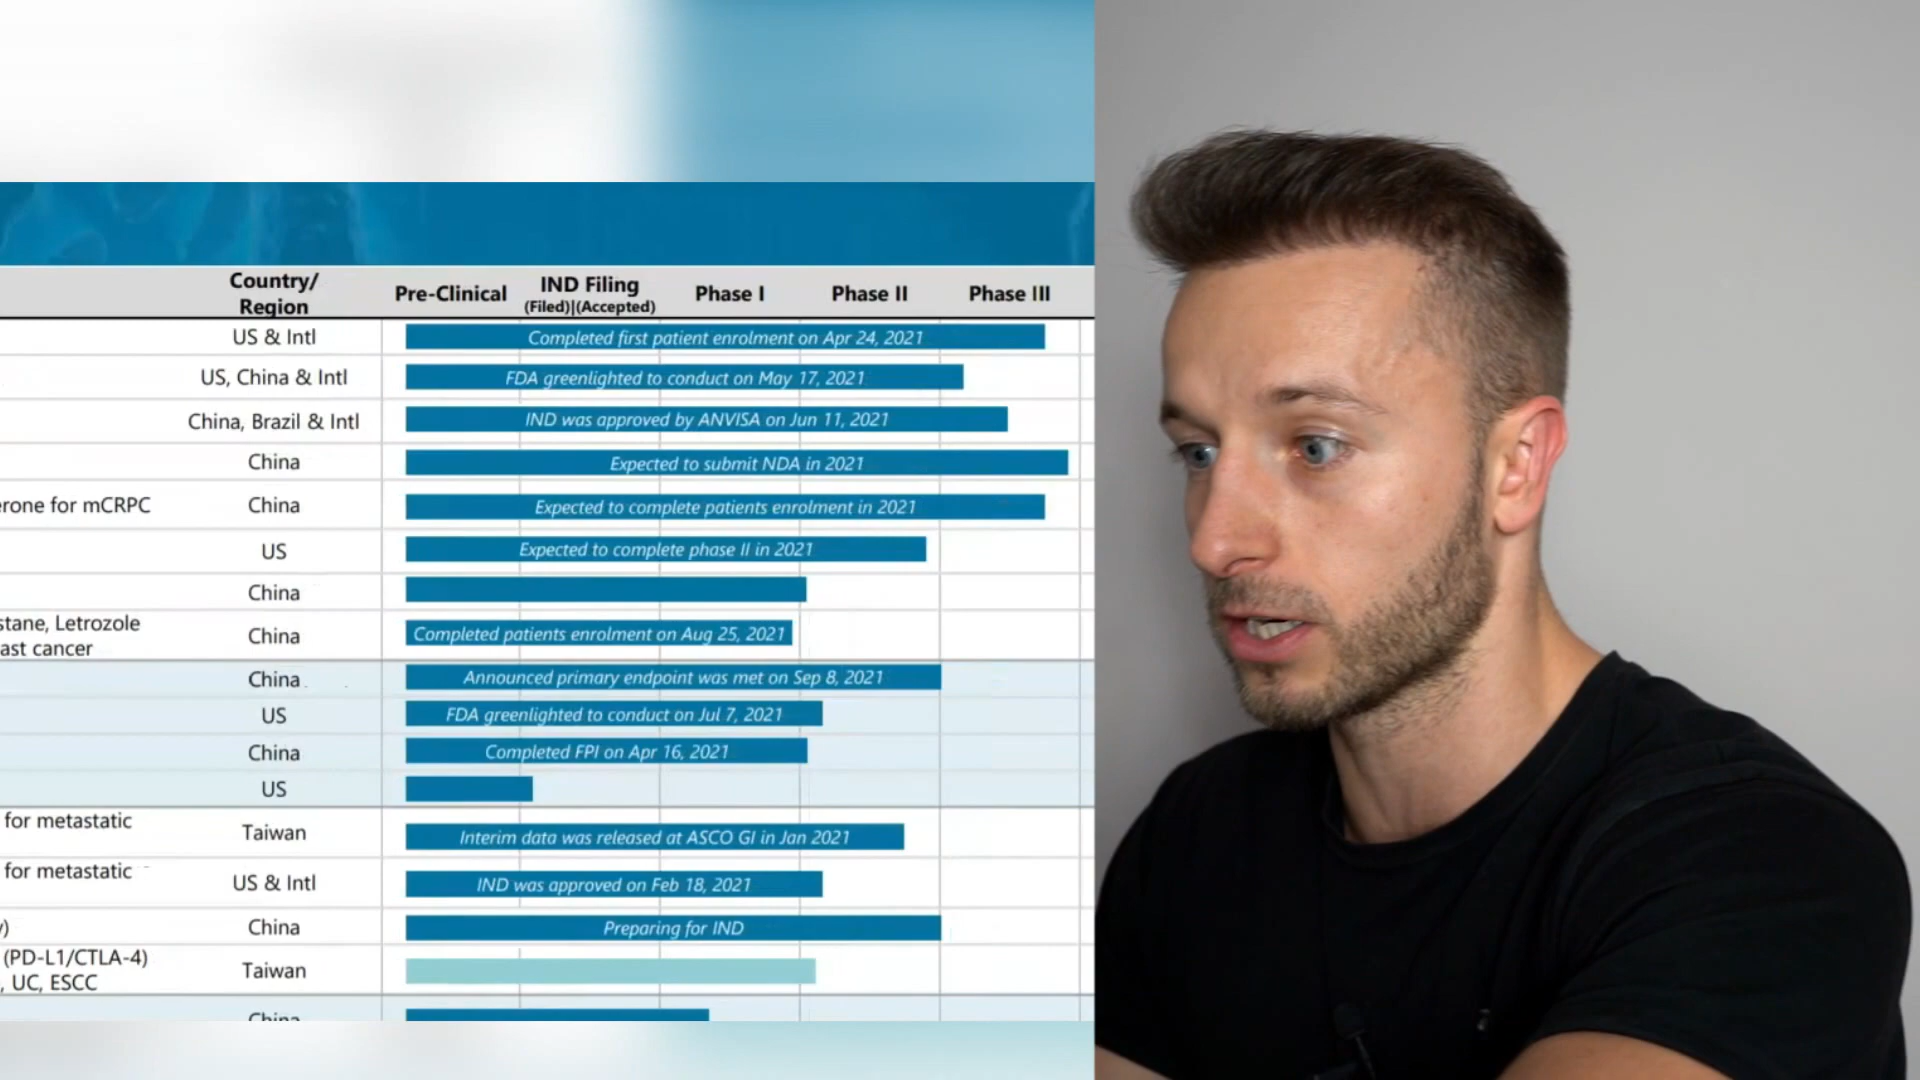 Country/
Region
Pre-Clinical
IND Filing
(Filed)|(Accepted)
Phase I
Phase II
Phase III
US & Intl
Completed first patient enrolment on Apr 24, 2021
US, China & Intl
FDA greenlighted to conduct on May 17, 2021
China, Brazil & Intl
IND was approved by ANVISA on Jun 11, 2021
China
Expected to submit NDA in 2021
erone for mCRPC
China
Expected to complete patients enrolment in 2021
US
Expected to complete phase II in 2021
China
stane, Letrozole
ast cancer
China
Completed patients enrolment on Aug 25, 2021
China
Announced primary endpoint was met on Sep 8, 2021
US
FDA greenlighted to conduct on Jul 7, 2021
China
Completed FPI on Apr 16, 2021
US
for metastatic
Taiwan
Interim data was released at ASCO GI in Jan 2021
for metastatic
US & Intl
IND was approved on Feb 18, 2021
)
China
Preparing for IND
(PD-L1/CTLA-4)
, UC, ESCC
Taiwan
China